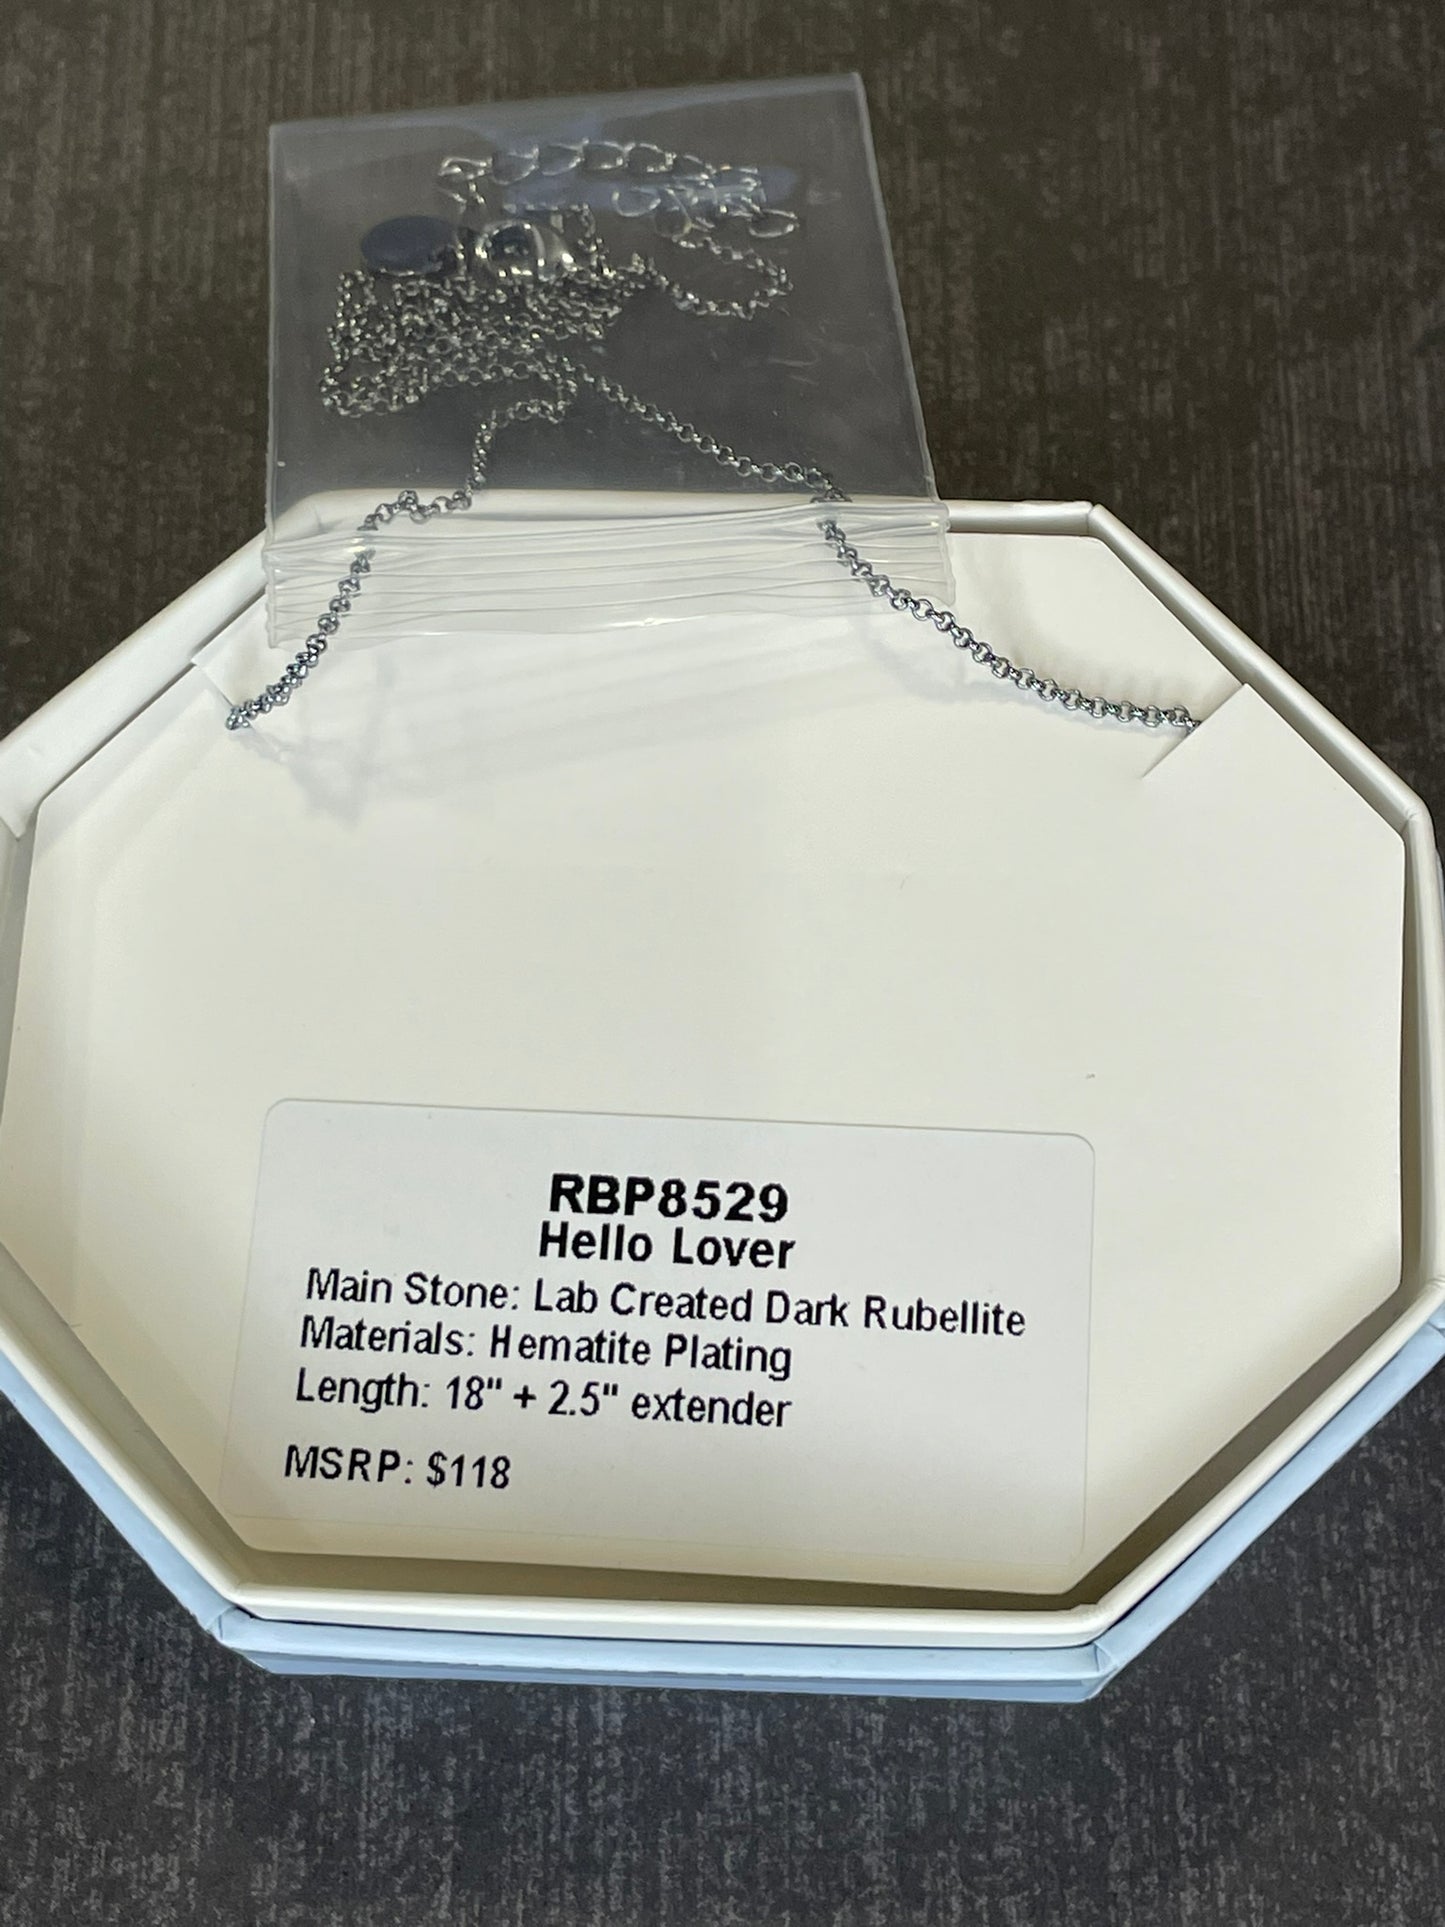 RBP8529
Hello Lover
Main Stone: Lab Created Dark Rubellite
Materials: Hematite Plating
Length: 18" + 2.5" extender
MSRP: $118